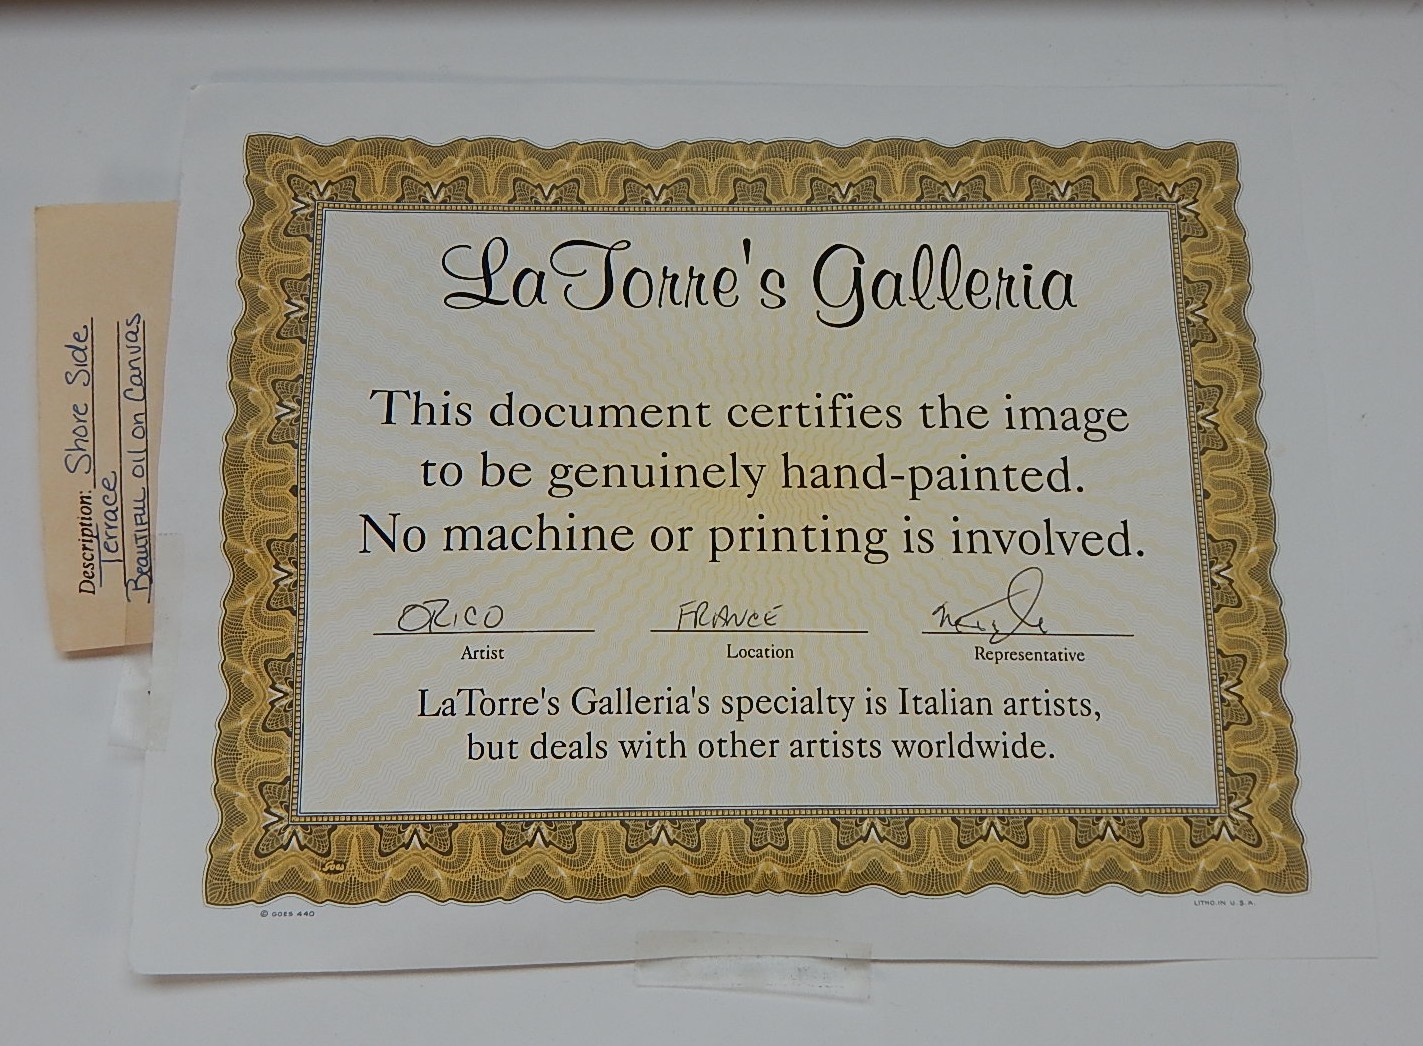 LaTorre's Galleria
This document certifies the image
to be genuinely hand-painted.
No machine or printing is involved.
ORICO FRANCE
Artist Location Representative
LaTorre's Galleria's specialty is Italian artists,
but deals with other artists worldwide.
Goes
© GOES 440
LITHO. IN U. S. A.
Description: Shore Side
Terrace
Beautiful oil on Canvas